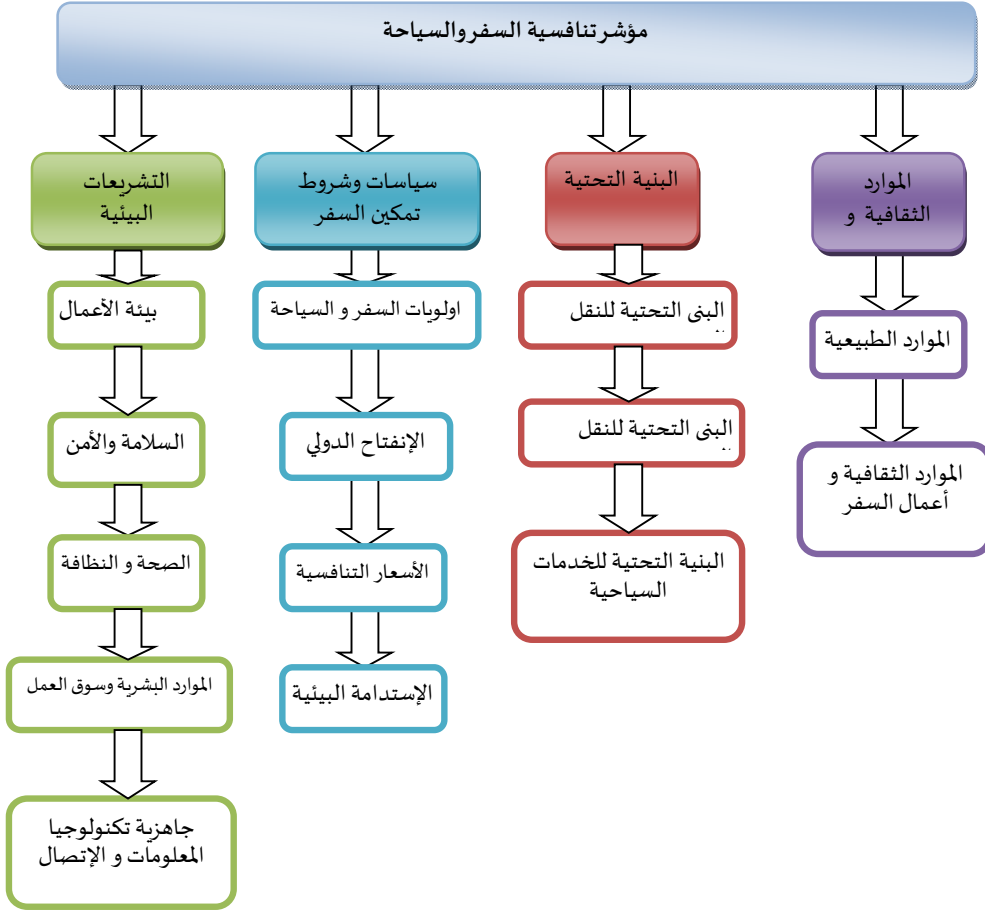 مؤشر تنافسية السفر والسياحة
الموارد
الثقافية و
البنية التحتية
سياسات وشروط
تمكين السفر
التشريعات
البيئية
الموارد الطبيعية
الموارد الثقافية و
أعمال السفر
البنى التحتية للنقل
البنى التحتية للنقل
البنية التحتية للخدمات
السياحية
اولويات السفر و السياحة
الإنفتاح الدولي
الأسعار التنافسية
الإستدامة البيئية
بيئة الأعمال
السلامة والأمن
الصحة و النظافة
الموارد البشرية وسوق العمل
جاهزية تكنولوجيا
المعلومات و الإتصال